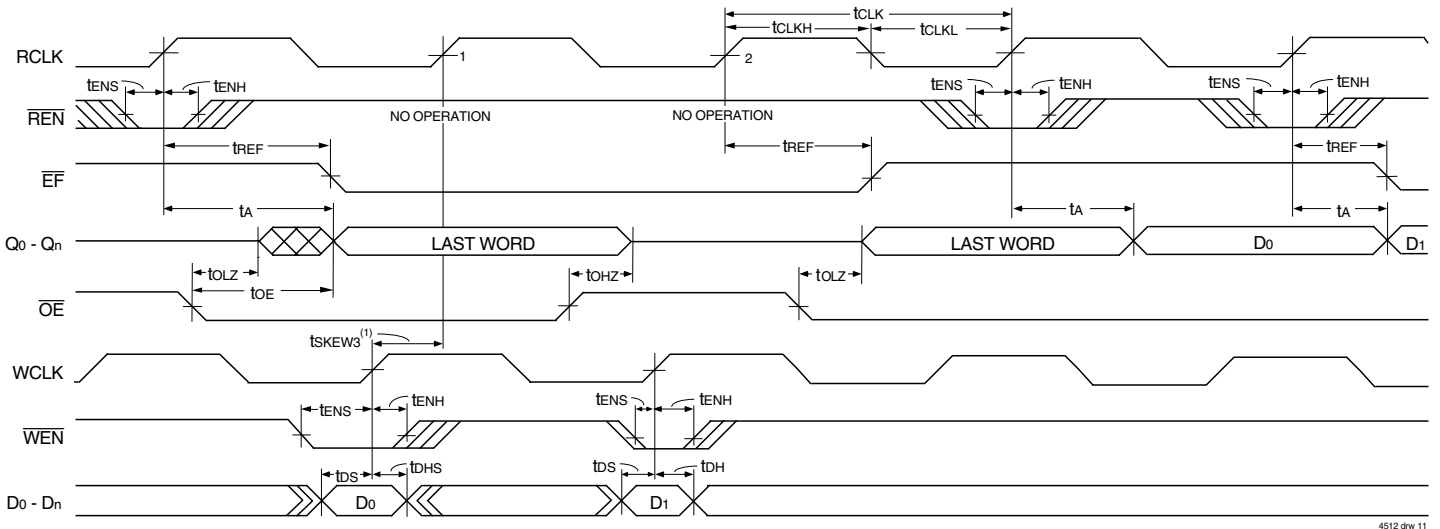 tCLK
tCLKH tCLKL
RCLK 1 2
tENS tENH tENS tENH tENS tENH
REN NO OPERATION NO OPERATION
tREF tREF tREF
EF
tA tA tA
Q0 - Qn LAST WORD LAST WORD D0 D1
tOLZ tOHZ tOLZ
tOE
OE
tSKEW3(1)
WCLK
tENS tENH tENS tENH
WEN
tDS tDHS tDS tDH
D0 - Dn D0 D1
4512 drw 11